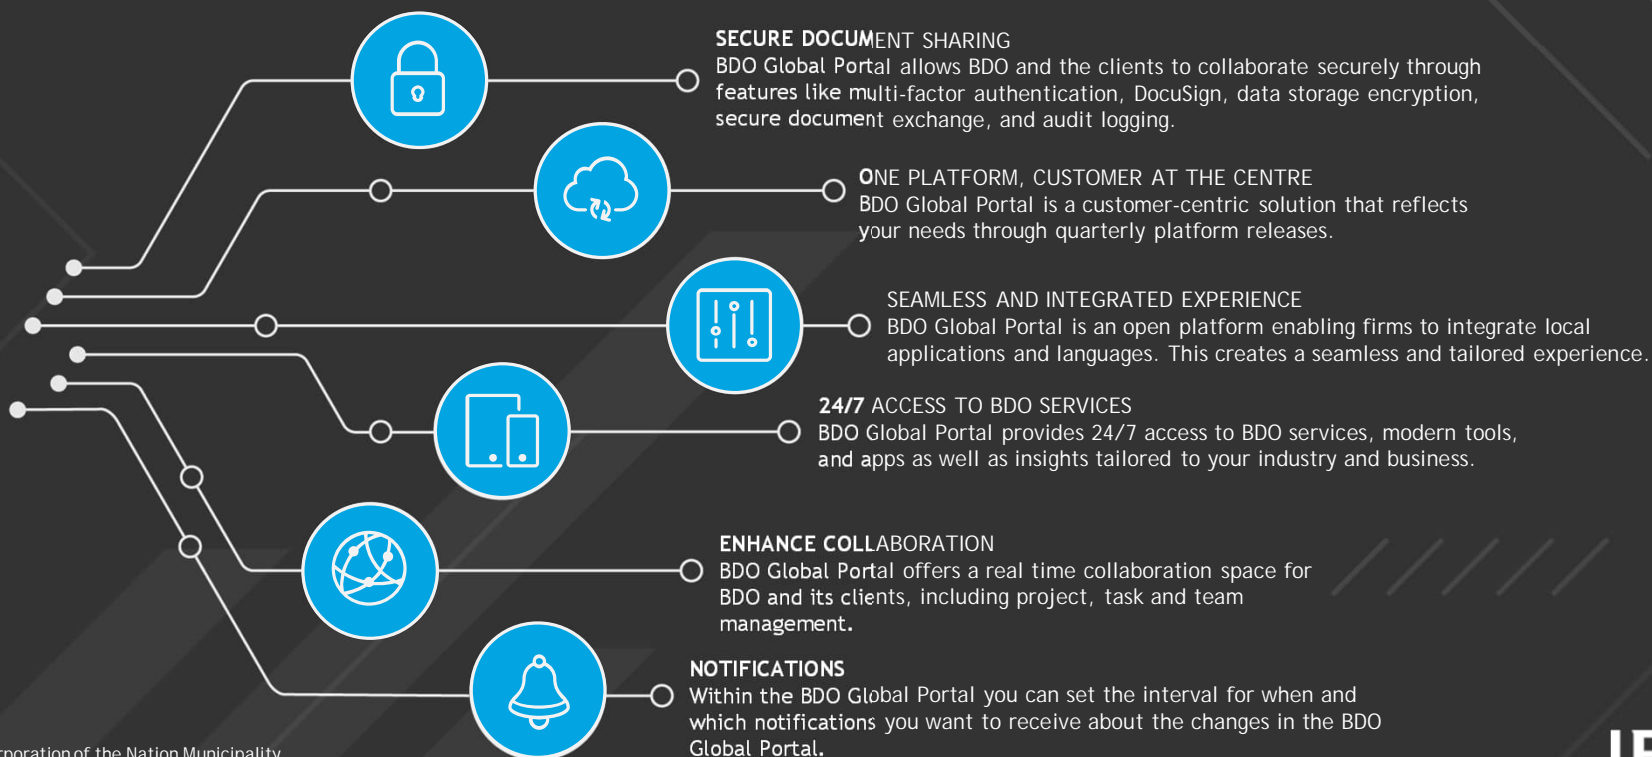 SECURE DOCUMENT SHARING
BDO Global Portal allows BDO and the clients to collaborate securely through
features like multi-factor authentication, DocuSign, data storage encryption,
secure document exchange, and audit logging.
ONE PLATFORM, CUSTOMER AT THE CENTRE
BDO Global Portal is a customer-centric solution that reflects
your needs through quarterly platform releases.
SEAMLESS AND INTEGRATED EXPERIENCE
BDO Global Portal is an open platform enabling firms to integrate local
applications and languages. This creates a seamless and tailored experience.
24/7 ACCESS TO BDO SERVICES
BDO Global Portal provides 24/7 access to BDO services, modern tools,
and apps as well as insights tailored to your industry and business.
ENHANCE COLLABORATION
BDO Global Portal offers a real time collaboration space for
BDO and its clients, including project, task and team
management.
NOTIFICATIONS
Within the BDO Global Portal you can set the interval for when and
which notifications you want to receive about the changes in the BDO
Global Portal.
of the Nation Municipality